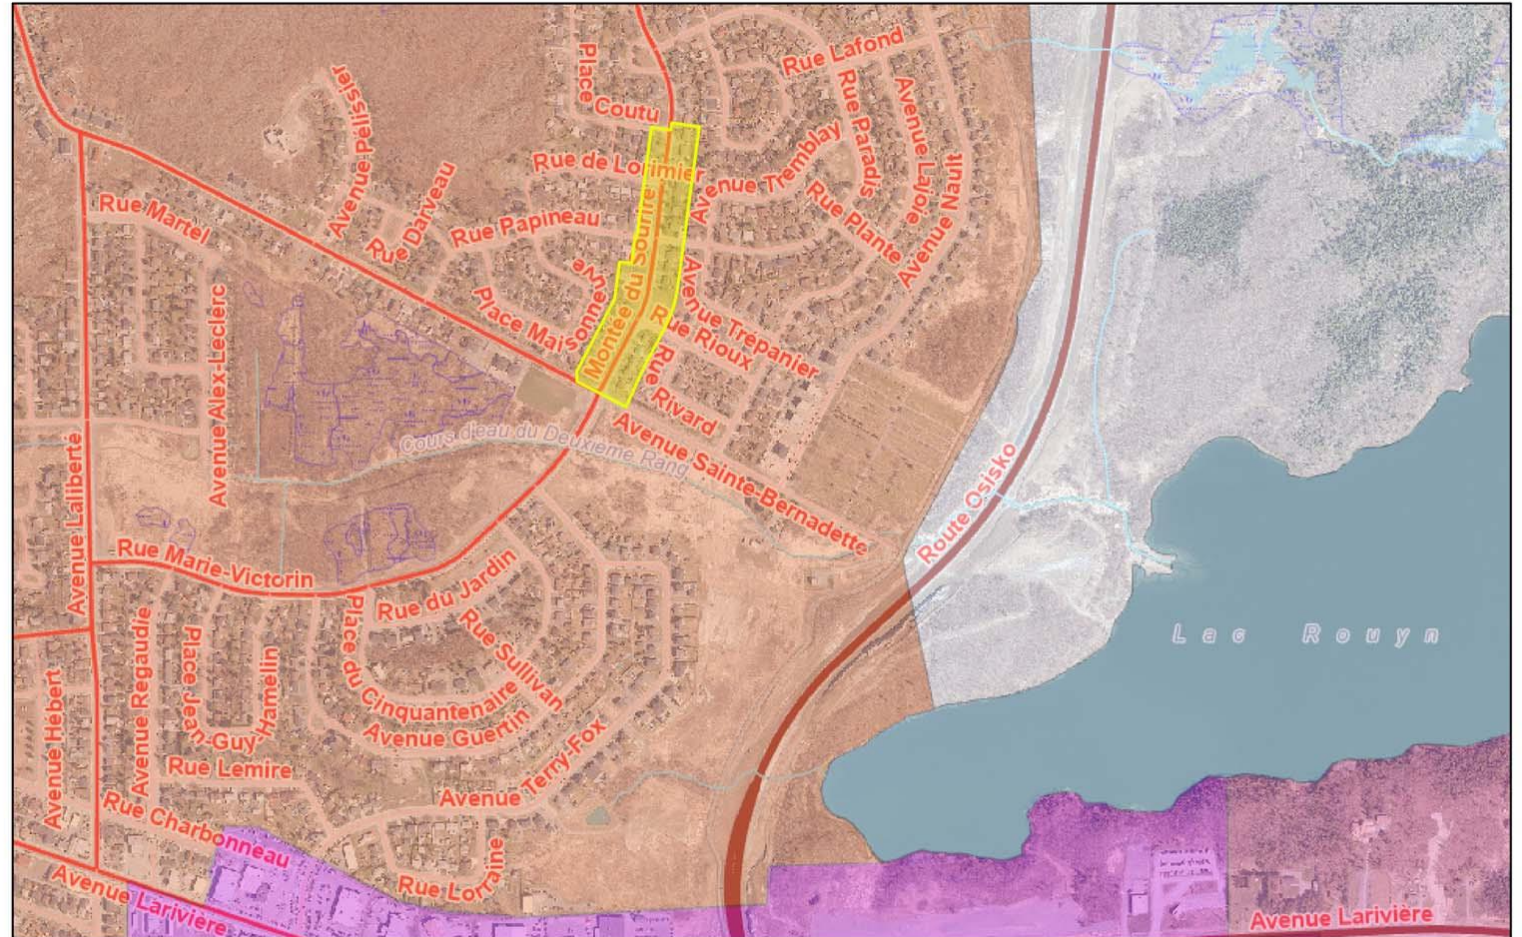 Rue Lafond
Place
Coutu
Rue Paradis
Avenue Lajoie
Avenue Pélissier
Rue de Lorimier
Avenue Tremblay
Avenue Nault
Rue Plante
Rue Martel
Rue Darveau
Rue Papineau
Montée du Sourire
Place Maisonneuve
Avenue Trépanier
Rue Rioux
Rue Rivard
Avenue Alex-Leclerc
Cours d'eau du Deuxième Rang
Avenue Sainte-Bernadette
Route Osisko
Avenue Laliberté
Rue Marie-Victorin
Rue du Jardin
Rue Sullivan
Place du Cinquantenaire
Avenue Guertin
Lac Rouyn
Avenue Hébert
Avenue Régaudie
Place Jean-Guy-Hamelin
Rue Lemire
Avenue Terry-Fox
Rue Charbonneau
Rue Lorraine
Avenue Larivière
Avenue Larivière